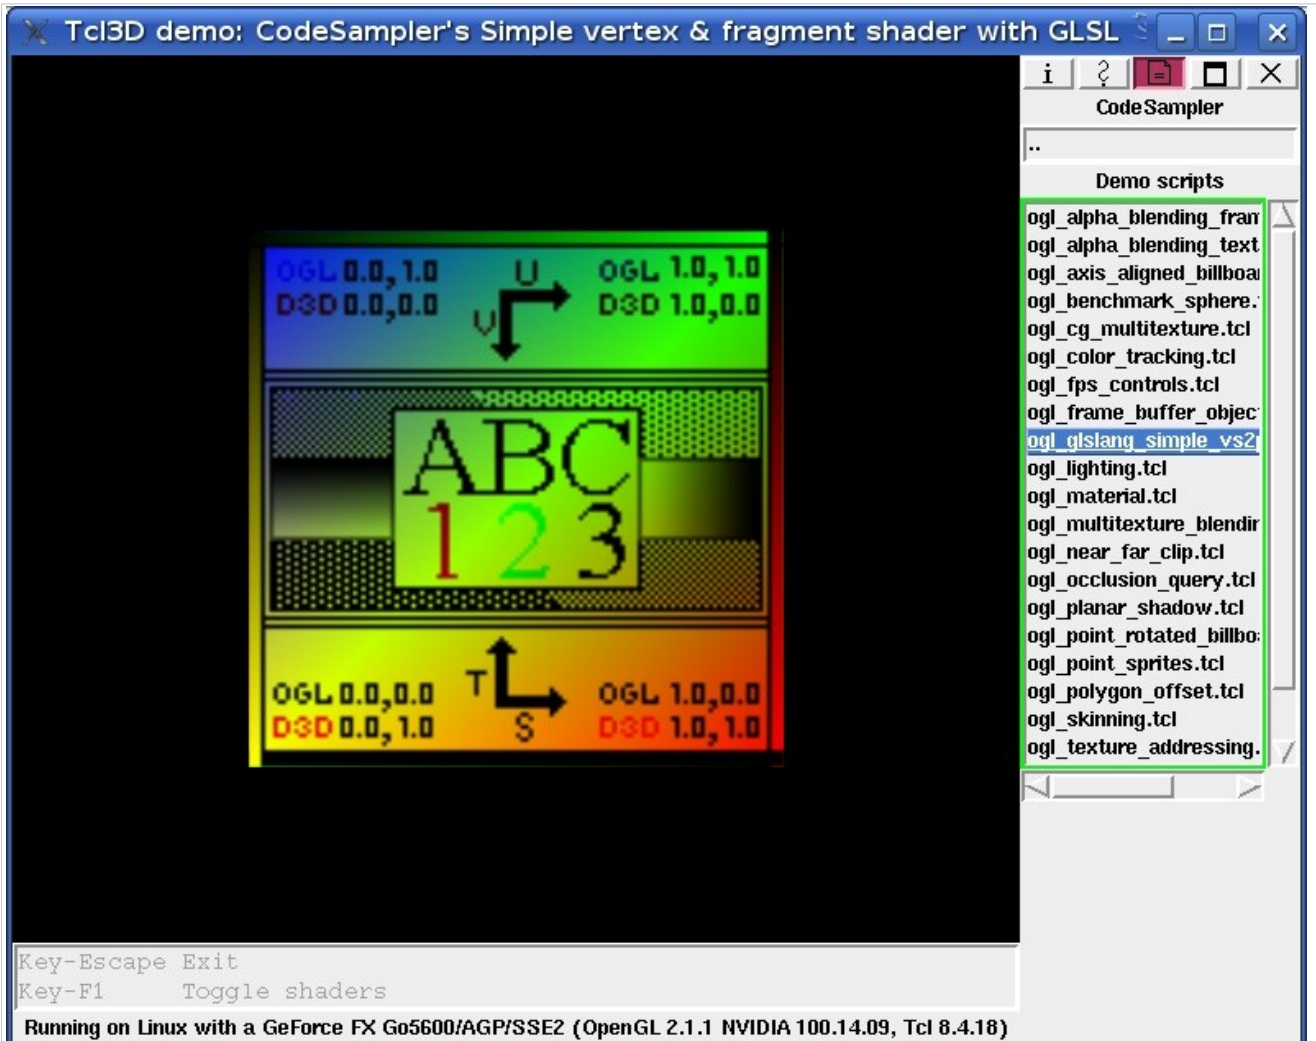 Tcl3D demo: CodeSampler's Simple vertex & fragment shader with GLSL
i ?
CodeSampler
..
Demo scripts
ogl_alpha_blending_fram
ogl_alpha_blending_text
ogl_axis_aligned_billboa
ogl_benchmark_sphere.
ogl_cg_multitexture.tcl
ogl_color_tracking.tcl
ogl_fps_controls.tcl
ogl_frame_buffer_objec
ogl_glslang_simple_vs2p
ogl_lighting.tcl
ogl_material.tcl
ogl_multitexture_blendin
ogl_near_far_clip.tcl
ogl_occlusion_query.tcl
ogl_planar_shadow.tcl
ogl_point_rotated_billbo
ogl_point_sprites.tcl
ogl_polygon_offset.tcl
ogl_skinning.tcl
ogl_texture_addressing.
OGL 0.0,1.0 U OGL 1.0,1.0
D3D 0.0,0.0 V D3D 1.0,0.0
ABC
123
OGL 0.0,0.0 T OGL 1.0,0.0
D3D 0.0,1.0 S D3D 1.0,1.0
Key-Escape Exit
Key-F1 Toggle shaders
Running on Linux with a GeForce FX Go5600/AGP/SSE2 (OpenGL 2.1.1 NVIDIA 100.14.09, Tcl 8.4.18)